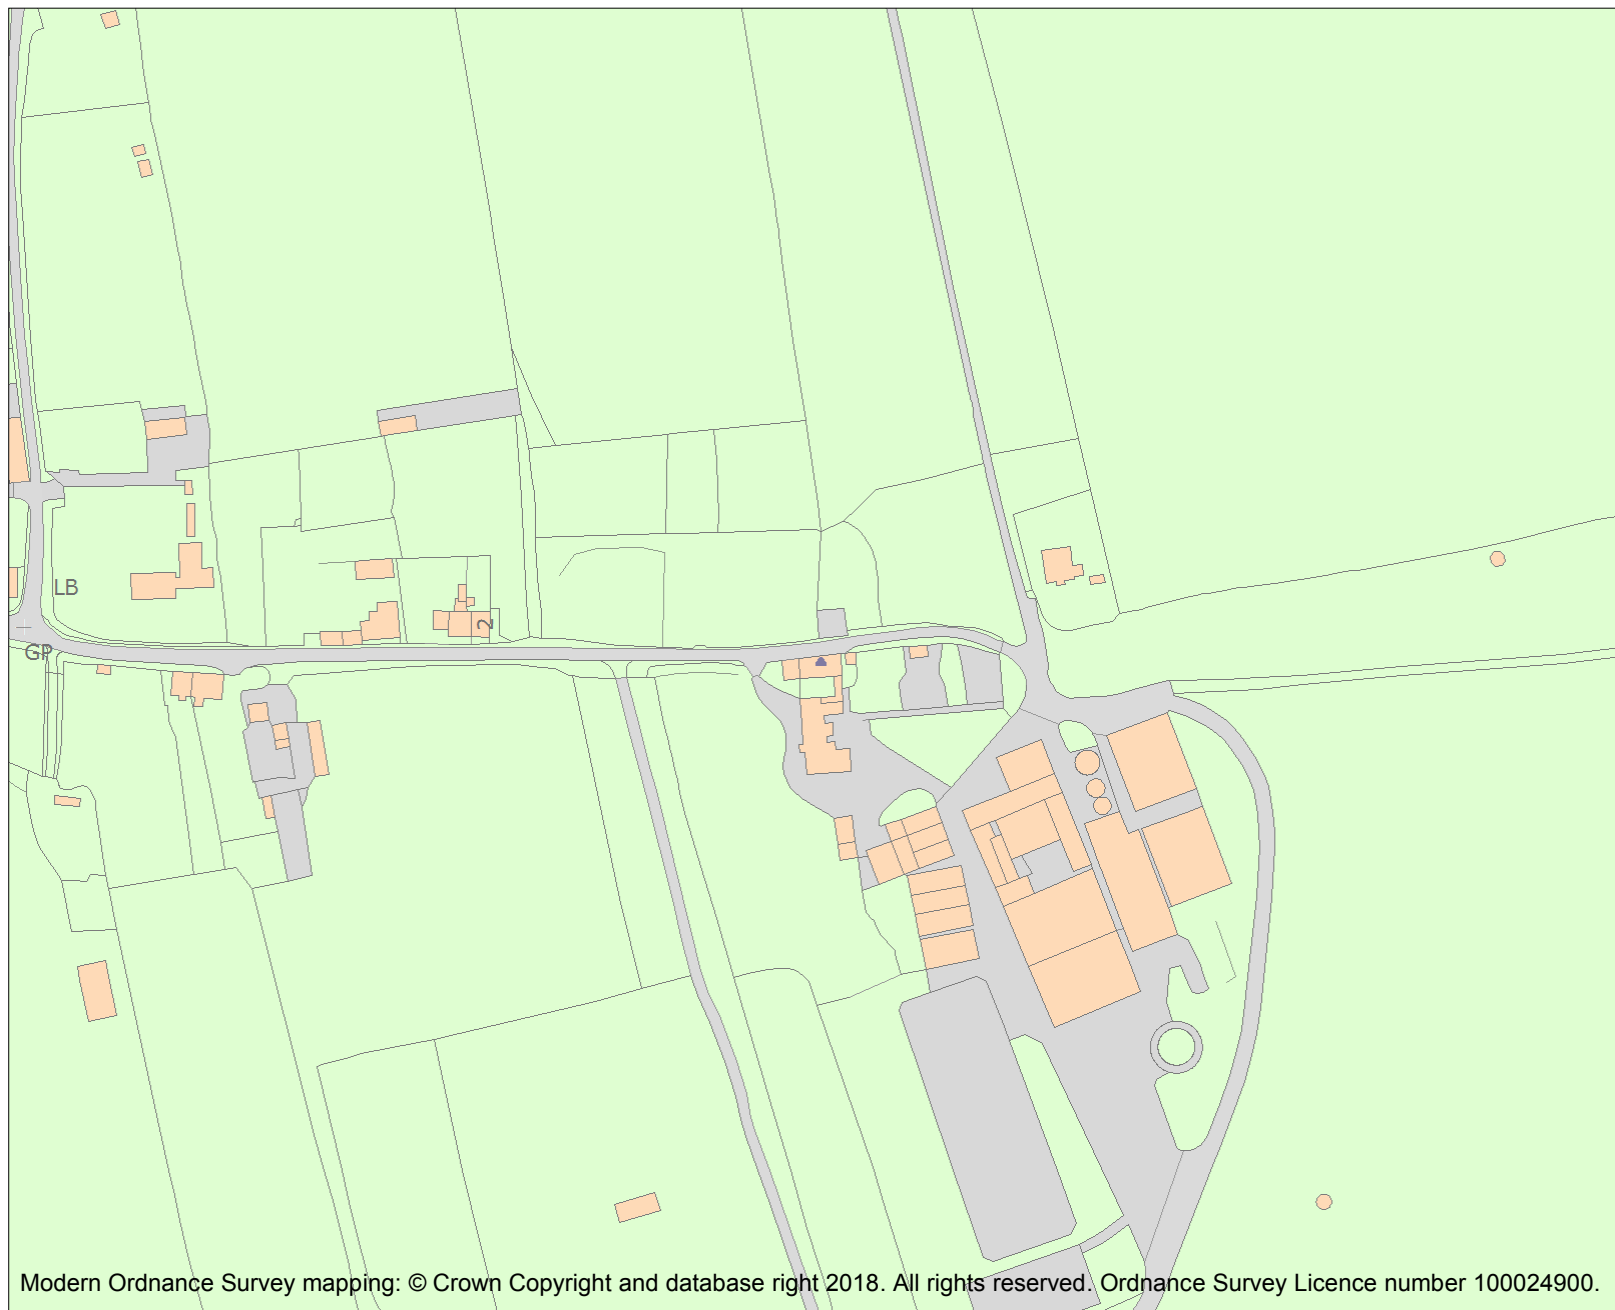 LB
2
GP
Modern Ordnance Survey mapping: © Crown Copyright and database right 2018. All rights reserved. Ordnance Survey Licence number 100024900.